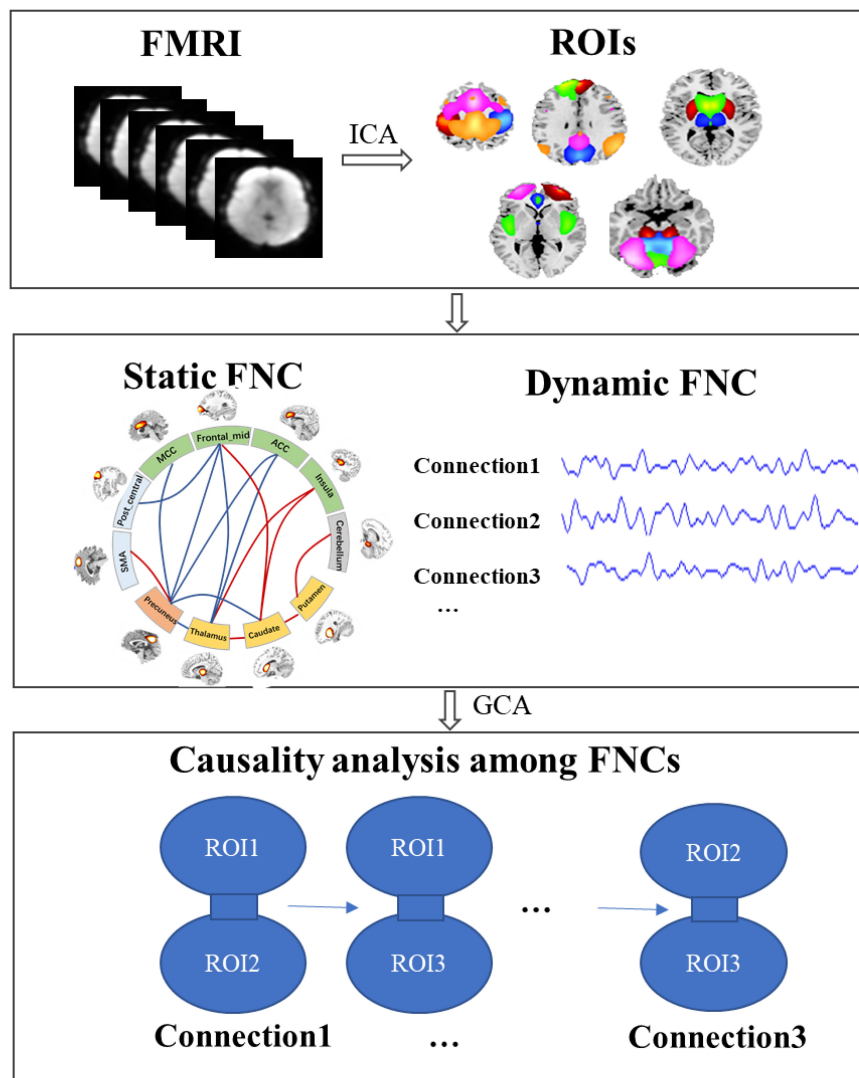 FMRI
ROIs
ICA
Static FNC
Dynamic FNC
MCC
Frontal_mid
ACC
Insula
Post_central
Cerebellum
SMA
Putamen
Precuneus
Thalamus
Caudate
Connection1
Connection2
Connection3
...
GCA
Causality analysis among FNCs
ROI1
ROI1
ROI2
...
ROI2
ROI3
ROI3
Connection1
...
Connection3